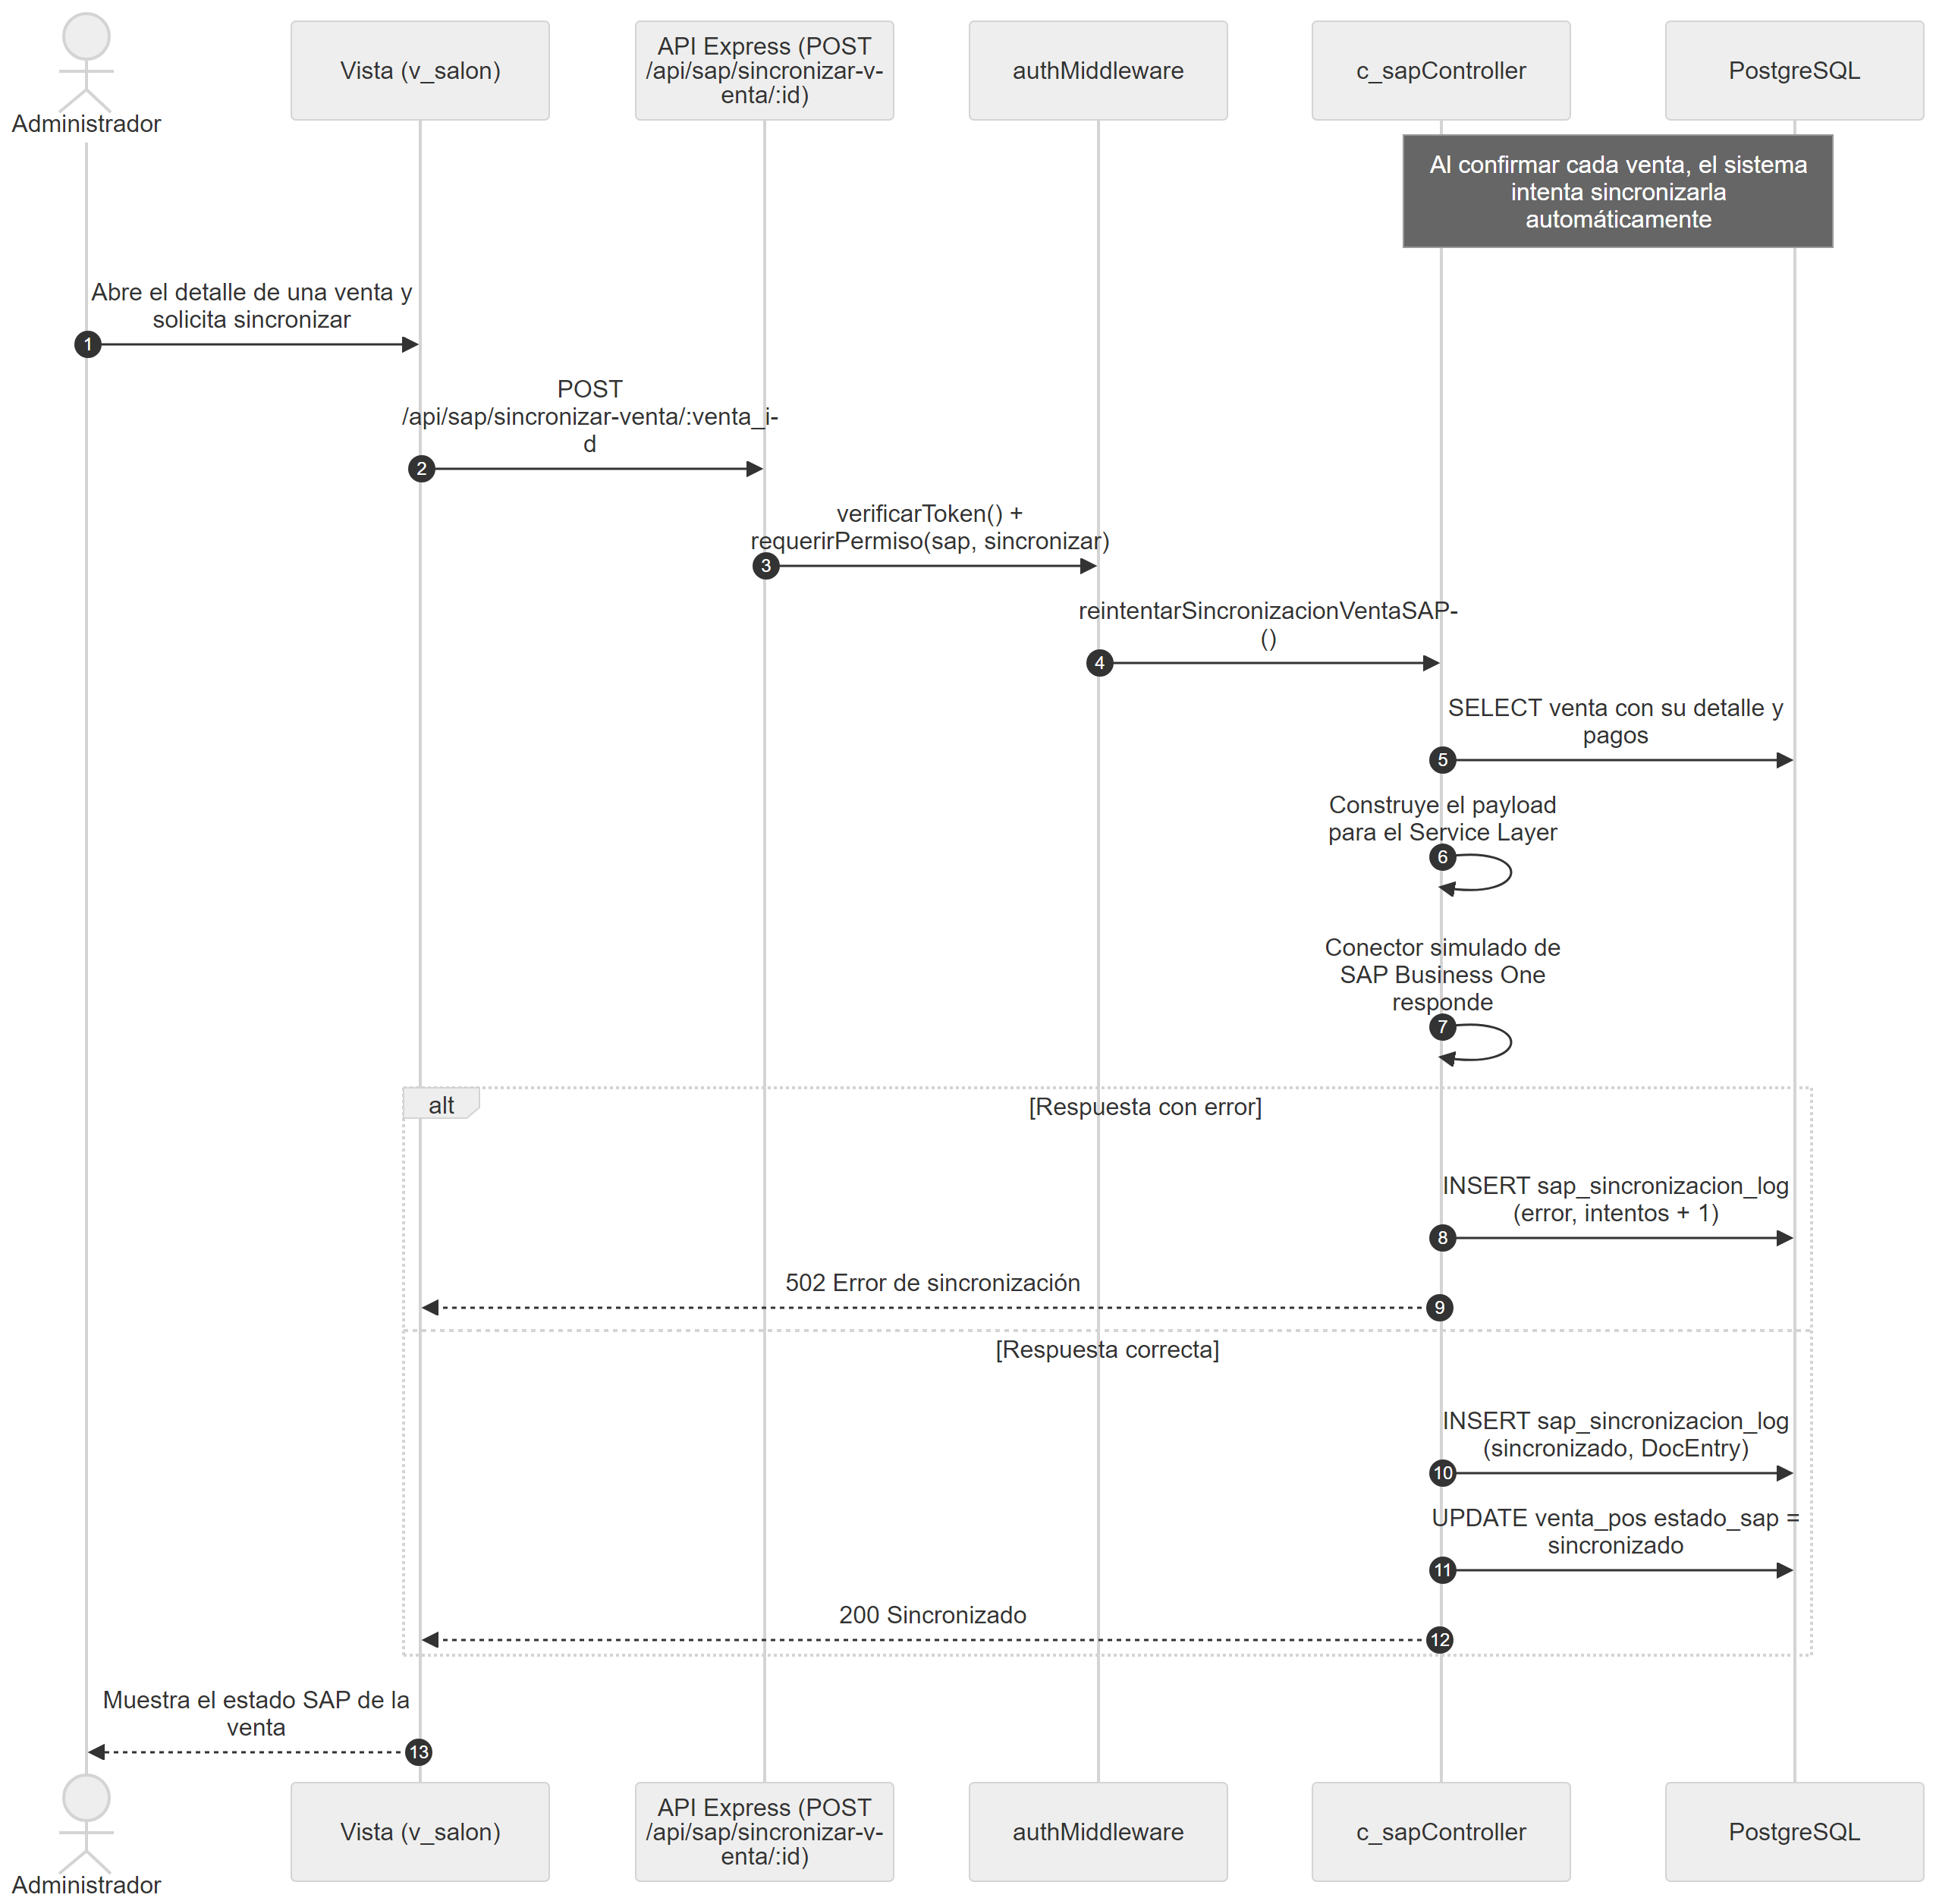 Administrador
Vista (v_salon)
API Express (POST
/api/sap/sincronizar-v-
enta/:id)
authMiddleware
c_sapController
PostgreSQL
Al confirmar cada venta, el sistema
intenta sincronizarla
automáticamente
Abre el detalle de una venta y
solicita sincronizar
1
POST
/api/sap/sincronizar-venta/:venta_i-
d
2
verificarToken() +
requerirPermiso(sap, sincronizar)
3
reintentarSincronizacionVentaSAP-
()
4
SELECT venta con su detalle y
pagos
5
Construye el payload
para el Service Layer
6
Conector simulado de
SAP Business One
responde
7
alt
[Respuesta con error]
INSERT sap_sincronizacion_log
(error, intentos + 1)
8
502 Error de sincronización
9
[Respuesta correcta]
INSERT sap_sincronizacion_log
(sincronizado, DocEntry)
10
UPDATE venta_pos estado_sap =
sincronizado
11
200 Sincronizado
12
Muestra el estado SAP de la
venta
13
Administrador
Vista (v_salon)
API Express (POST
/api/sap/sincronizar-v-
enta/:id)
authMiddleware
c_sapController
PostgreSQL